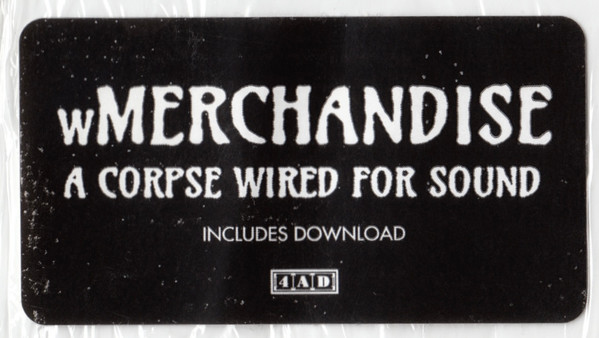 wMERCHANDISE
A CORPSE WIRED FOR SOUND
INCLUDES DOWNLOAD
4AD